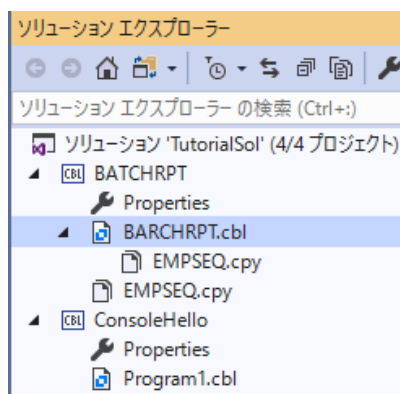 ソリューション エクスプローラー
ソリューション エクスプローラー の検索 (Ctrl+:)
ソリューション 'TutorialSol' (4/4 プロジェクト)
CBL BATCHRPT
Properties
BARCHRPT.cbl
EMPSEQ.cpy
EMPSEQ.cpy
CBL ConsoleHello
Properties
Program1.cbl